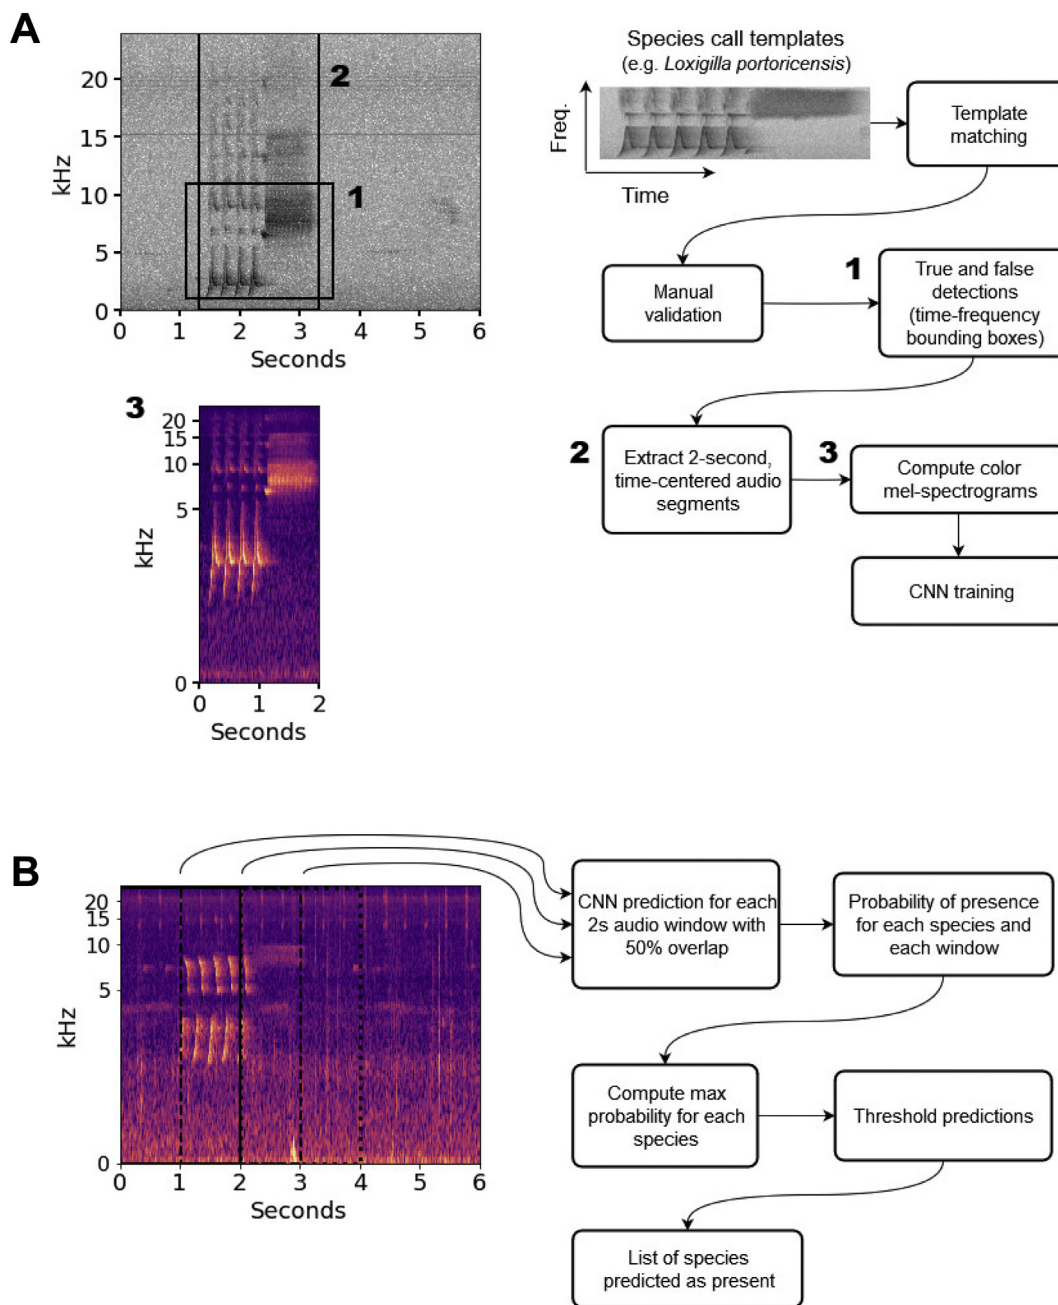 A
20
15
10
5
0
kHz
2
1
0 1 2 3 4 5 6
Seconds
Species call templates
(e.g. Loxigilla portoricensis)
Freq.
Time
Template
matching
Manual
validation
1
True and false
detections
(time-frequency
bounding boxes)
2
Extract 2-second,
time-centered audio
segments
3
Compute color
mel-spectrograms
CNN training
3
20
15
10
5
0
kHz
0 1 2
Seconds
B
20
15
10
5
0
kHz
0 1 2 3 4 5 6
Seconds
CNN prediction for each
2s audio window with
50% overlap
Probability of presence
for each species and
each window
Compute max
probability for each
species
Threshold predictions
List of species
predicted as present